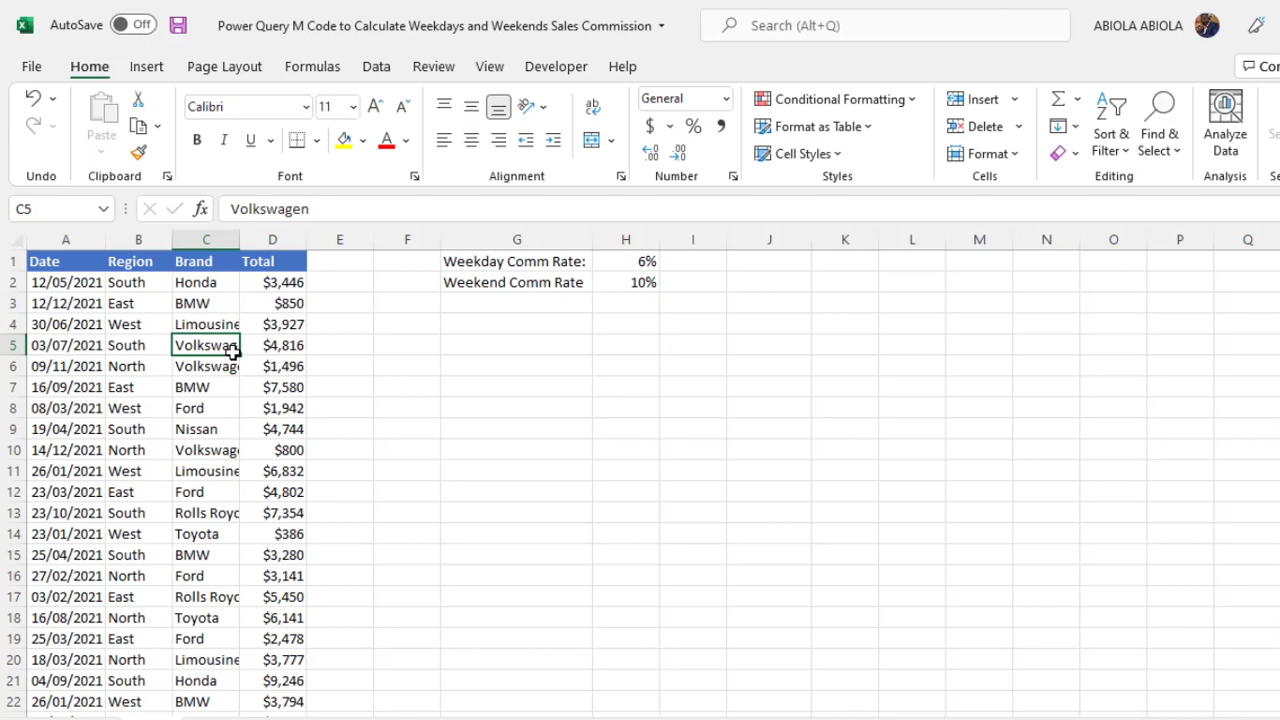 AutoSave Off Power Query M Code to Calculate Weekdays and Weekends Sales Commission Search (Alt+Q) ABIOLA ABIOLA
File Home Insert Page Layout Formulas Data Review View Developer Help
Calibri 11 General Conditional Formatting Insert
Paste B I U Format as Table Delete Sort & Find & Analyze
Cell Styles Format Filter Select Data
Undo Clipboard Font Alignment Number Styles Cells Editing Analysis
C5 fx Volkswagen
A B C D E F G H I J K L M N O P Q
1 Date Region Brand Total Weekday Comm Rate: 6%
2 12/05/2021 South Honda $3,446 Weekend Comm Rate 10%
3 12/12/2021 East BMW $850
4 30/06/2021 West Limousine $3,927
5 03/07/2021 South Volkswag $4,816
6 09/11/2021 North Volkswage $1,496
7 16/09/2021 East BMW $7,580
8 08/03/2021 West Ford $1,942
9 19/04/2021 South Nissan $4,744
10 14/12/2021 North Volkswage $800
11 26/01/2021 West Limousine $6,832
12 23/03/2021 East Ford $4,802
13 23/10/2021 South Rolls Royc $7,354
14 23/01/2021 West Toyota $386
15 25/04/2021 South BMW $3,280
16 27/02/2021 North Ford $3,141
17 03/02/2021 East Rolls Royc $5,450
18 16/08/2021 North Toyota $6,141
19 25/03/2021 East Ford $2,478
20 18/03/2021 North Limousine $3,777
21 04/09/2021 South Honda $9,246
22 26/01/2021 West BMW $3,794